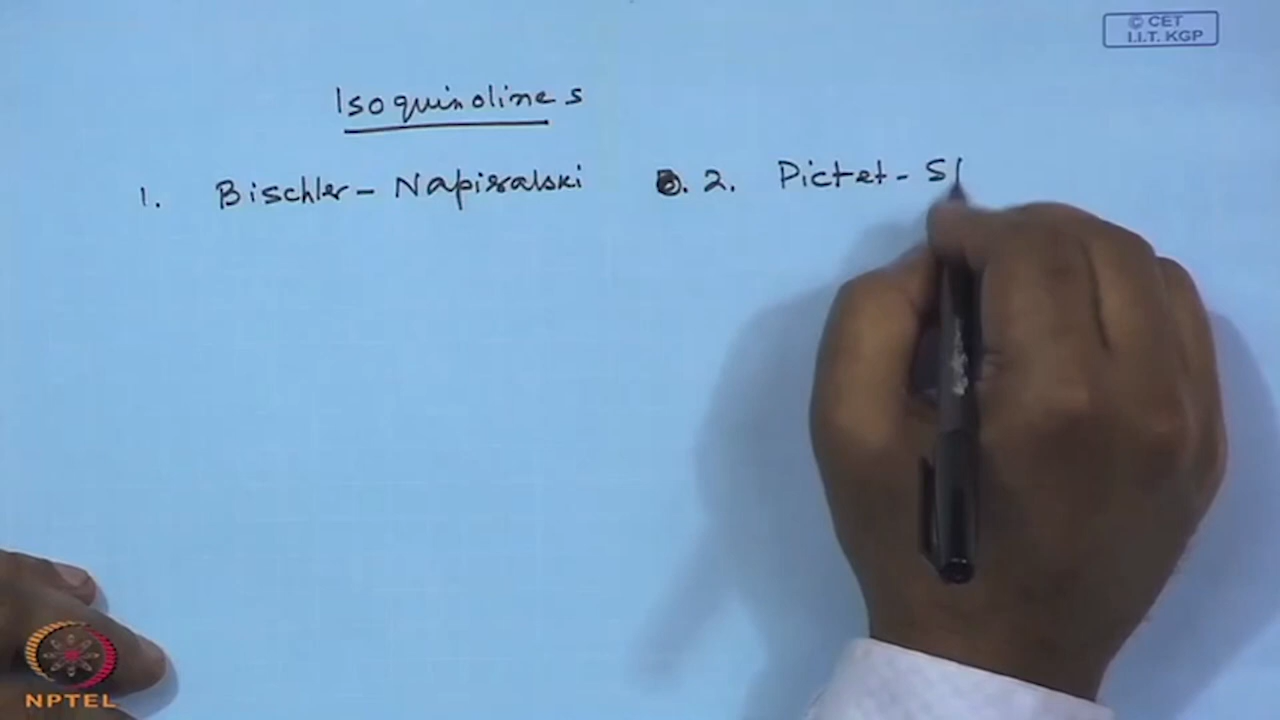 © CET
I.I.T. KGP
Isoquinolines
1. Bischler - Napiralski 2. Pictet - S
NPTEL